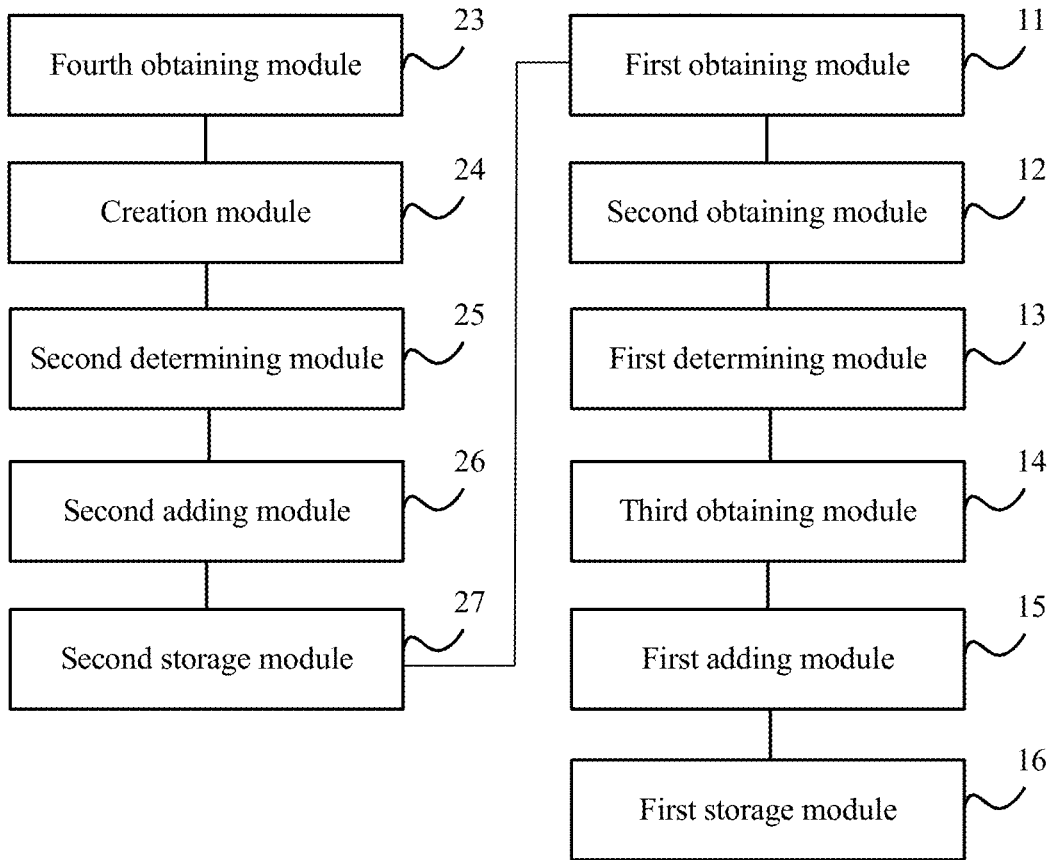 23
Fourth obtaining module
24
Creation module
25
Second determining module
26
Second adding module
27
Second storage module
11
First obtaining module
12
Second obtaining module
13
First determining module
14
Third obtaining module
15
First adding module
16
First storage module